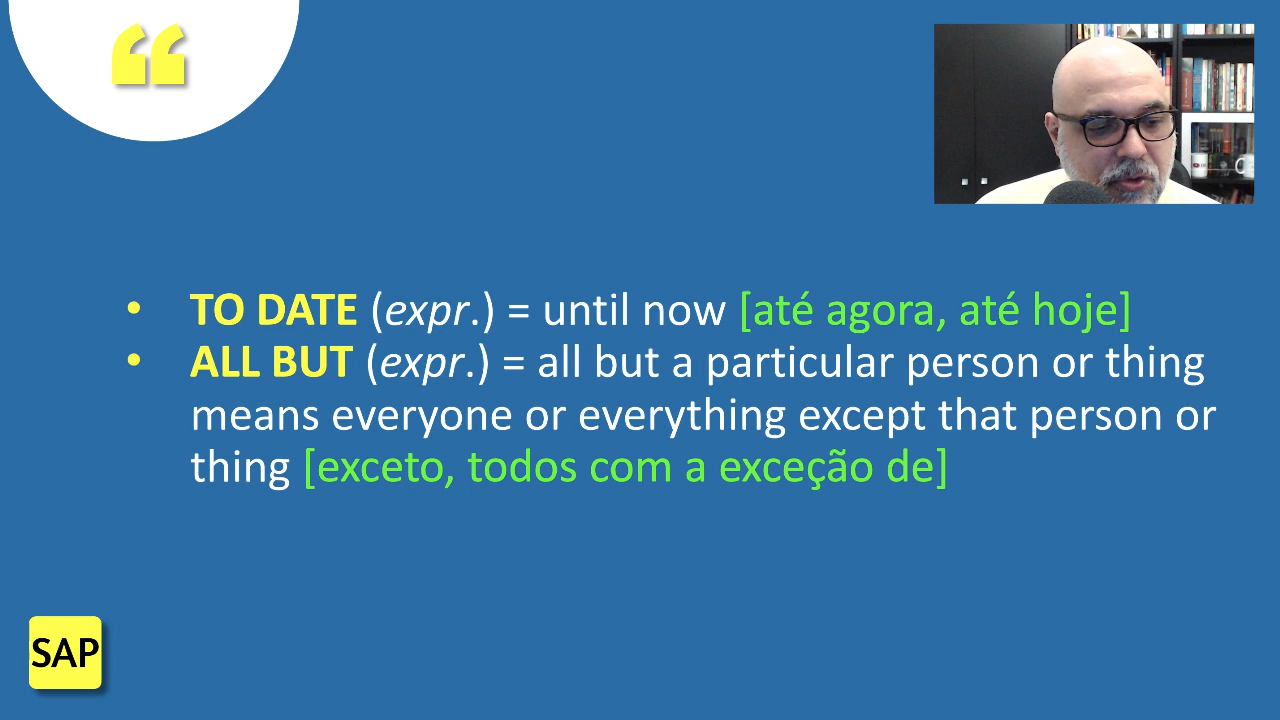 • TO DATE (expr.) = until now [até agora, até hoje]
• ALL BUT (expr.) = all but a particular person or thing
means everyone or everything except that person or
thing [exceto, todos com a exceção de]
SAP